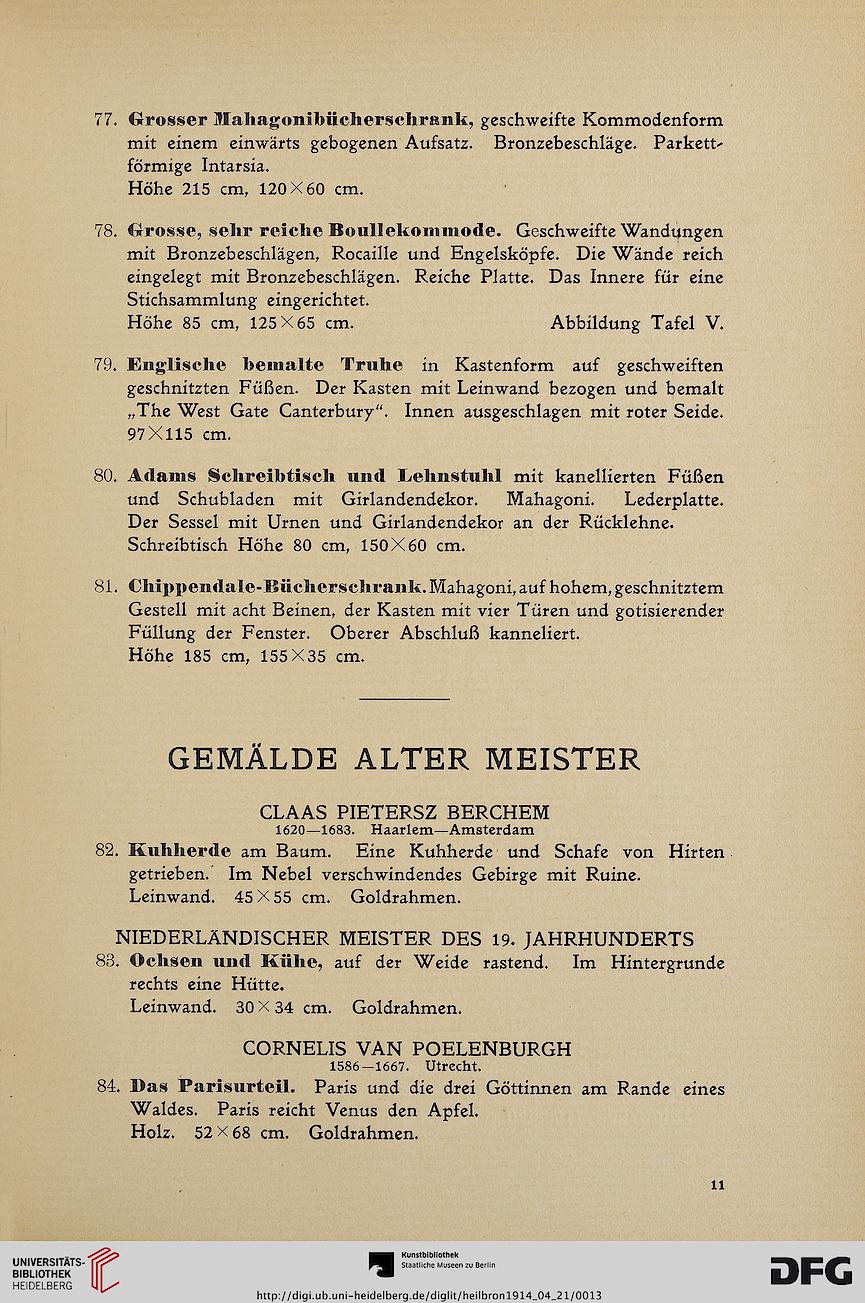 77. Grosser Mahagonibücherschrank, geschweifte Kommodenform
mit einem einwärts gebogenen Aufsatz. Bronzebeschläge. Parkett-
förmige Intarsia.
Höhe 215 cm, 120×60 cm.
78. Grosse, sehr reiche Boullekommode. Geschweifte Wandungen
mit Bronzebeschlägen, Rocaille und Engelsköpfe. Die Wände reich
eingelegt mit Bronzebeschlägen. Reiche Platte. Das Innere für eine
Stichsammlung eingerichtet.
Höhe 85 cm, 125×65 cm. Abbildung Tafel V.
79. Englische bemalte Truhe in Kastenform auf geschweiften
geschnitzten Füßen. Der Kasten mit Leinwand bezogen und bemalt
„The West Gate Canterbury“. Innen ausgeschlagen mit roter Seide.
97×115 cm.
80. Adams Schreibtisch und Lehnstuhl mit kanellierten Füßen
und Schubladen mit Girlandendekor. Mahagoni. Lederplatte.
Der Sessel mit Urnen und Girlandendekor an der Rücklehne.
Schreibtisch Höhe 80 cm, 150×60 cm.
81. Chippendale-Bücherschrank. Mahagoni, auf hohem, geschnitztem
Gestell mit acht Beinen, der Kasten mit vier Türen und gotisierender
Füllung der Fenster. Oberer Abschluß kanneliert.
Höhe 185 cm, 155×35 cm.
GEMÄLDE ALTER MEISTER
CLAAS PIETERSZ BERCHEM
1620—1683. Haarlem—Amsterdam
82. Kuhherde am Baum. Eine Kuhherde und Schafe von Hirten
getrieben. Im Nebel verschwindendes Gebirge mit Ruine.
Leinwand. 45×55 cm. Goldrahmen.
NIEDERLÄNDISCHER MEISTER DES 19. JAHRHUNDERTS
83. Ochsen und Kühe, auf der Weide rastend. Im Hintergrunde
rechts eine Hütte.
Leinwand. 30×34 cm. Goldrahmen.
CORNELIS VAN POELENBURGH
1586—1667. Utrecht.
84. Das Parisurteil. Paris und die drei Göttinnen am Rande eines
Waldes. Paris reicht Venus den Apfel.
Holz. 52×68 cm. Goldrahmen.
11
UNIVERSITÄTS-
BIBLIOTHEK
HEIDELBERG
Kunstbibliothek
Staatliche Museen zu Berlin
DFG
http://digi.ub.uni-heidelberg.de/diglit/heilbron1914_04_21/0013